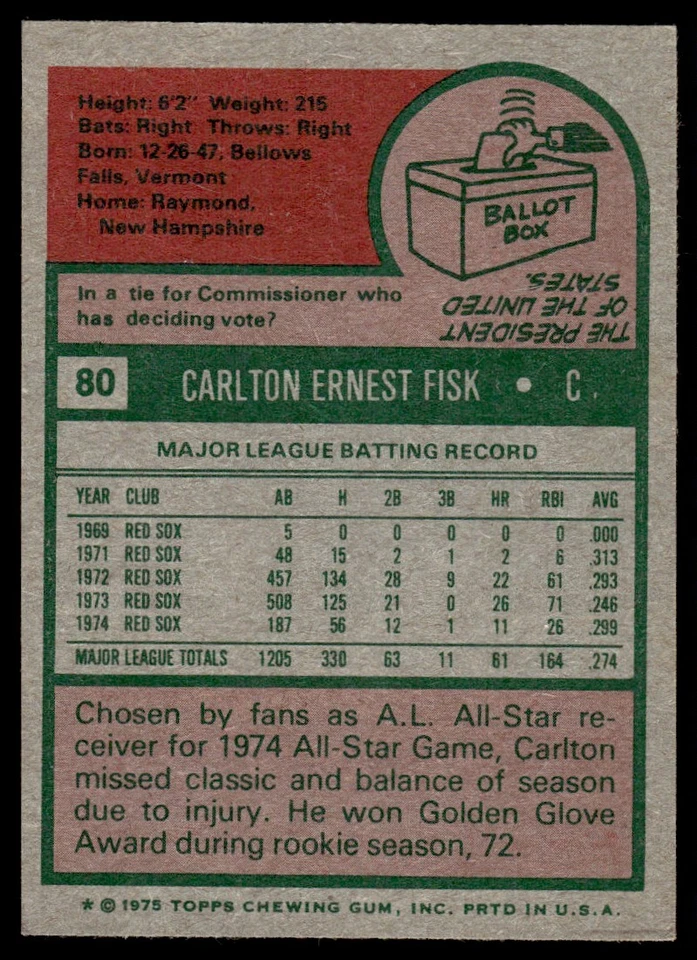 Height: 6'2" Weight: 215
Bats: Right Throws: Right
Born: 12-26-47, Bellows
Falls, Vermont
Home: Raymond,
New Hampshire
BALLOT
BOX
In a tie for Commissioner who
has deciding vote?
THE PRESIDENT
OF THE UNITED
STATES.
80 CARLTON ERNEST FISK • C.
MAJOR LEAGUE BATTING RECORD
YEAR CLUB AB H 2B 3B HR RBI AVG
1969 RED SOX 5 0 0 0 0 0 .000
1971 RED SOX 48 15 2 1 2 6 .313
1972 RED SOX 457 134 28 9 22 61 .293
1973 RED SOX 508 125 21 0 26 71 .246
1974 RED SOX 187 56 12 1 11 26 .299
MAJOR LEAGUE TOTALS 1205 330 63 11 61 164 .274
Chosen by fans as A.L. All-Star re-
ceiver for 1974 All-Star Game, Carlton
missed classic and balance of season
due to injury. He won Golden Glove
Award during rookie season, 72.
* © 1975 TOPPS CHEWING GUM, INC. PRTD IN U.S.A.